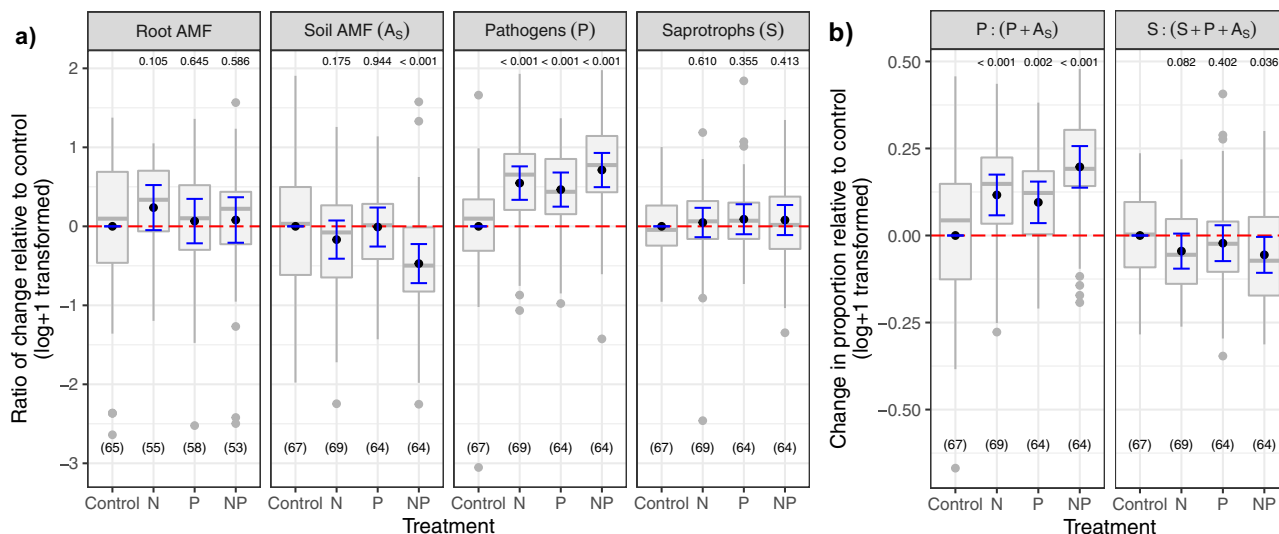 a)
Root AMF
Soil AMF (A_S)
Pathogens (P)
Saprotrophs (S)
Ratio of change relative to control
(log+1 transformed)
2
1
0
−1
−2
−3
0.105 0.645 0.586
0.175 0.944 < 0.001
< 0.001 < 0.001 < 0.001
0.610 0.355 0.413
(65) (55) (58) (53)
(67) (69) (64) (64)
(67) (69) (64) (64)
(67) (69) (64) (64)
Control N P NP
Control N P NP
Control N P NP
Control N P NP
Treatment
b)
P : (P + A_S)
S : (S + P + A_S)
Change in proportion relative to control
(log+1 transformed)
0.50
0.25
0.00
−0.25
−0.50
< 0.001 0.002 < 0.001
0.082 0.402 0.036
(67) (69) (64) (64)
(67) (69) (64) (64)
Control N P NP
Control N P NP
Treatment